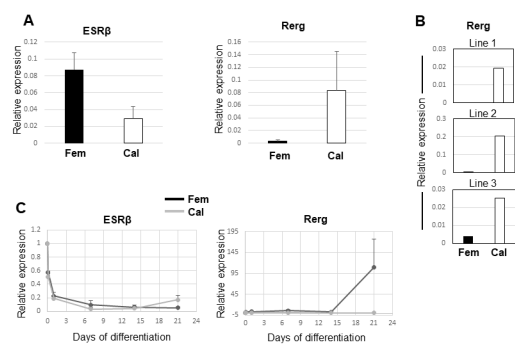 A
ESRβ
Relative expression
0.12
0.1
0.08
0.06
0.04
0.02
0
Fem
Cal
Rerg
Relative expression
0.16
0.14
0.12
0.1
0.08
0.06
0.04
0.02
0
Fem
Cal
B
Rerg
Line 1
0.03
0.02
0.01
0
Line 2
0.3
0.2
0.1
0
Line 3
0.03
0.02
0.01
0
Relative expression
Fem
Cal
C
Fem
Cal
ESRβ
Relative expression
1.2
1
0.8
0.6
0.4
0.2
0
0 3 6 9 12 15 18 21 24
Days of differentiation
Rerg
Relative expression
195
145
95
45
-5
0 3 6 9 12 15 18 21 24
Days of differentiation